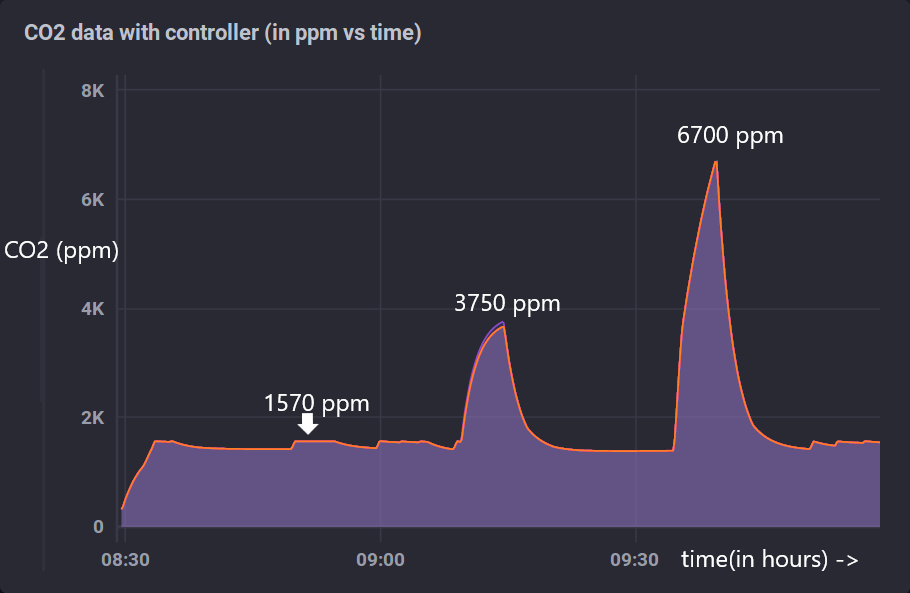 CO2 data with controller (in ppm vs time)
8K
6700 ppm
6K
CO2 (ppm)
3750 ppm
4K
1570 ppm
2K
0
08:30
09:00
09:30
time(in hours) ->